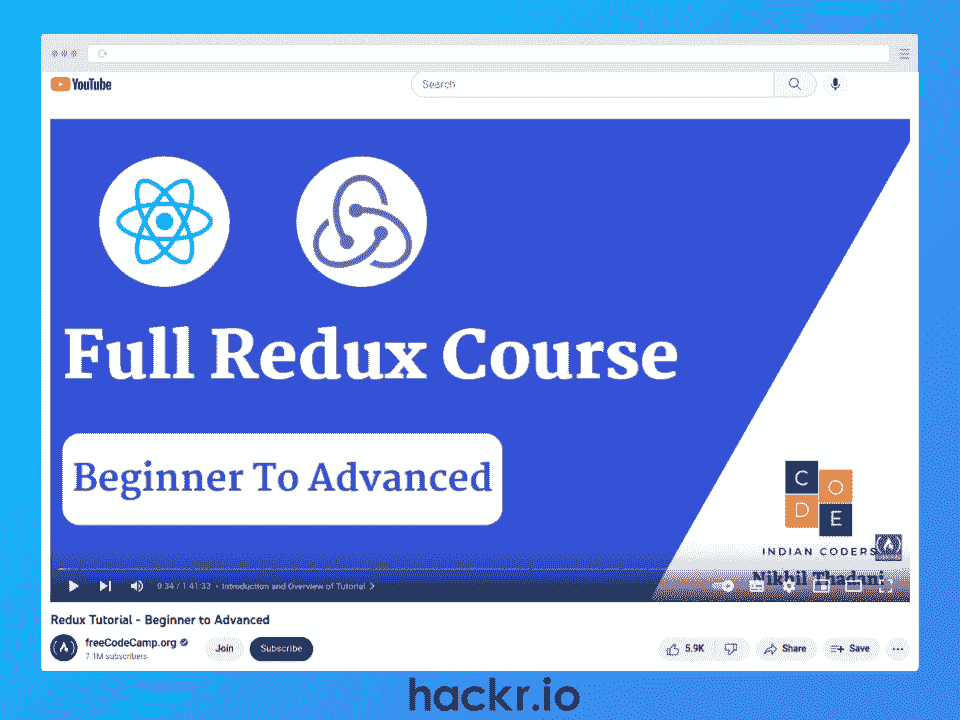 YouTube
Search
Full Redux Course
Beginner To Advanced
C O
D E
INDIAN CODERS
Nikhil Thadani
0:34 / 1:41:33 • Introduction and Overview of Tutorial >
Redux Tutorial - Beginner to Advanced
freeCodeCamp.org
7.1M subscribers
Join
Subscribe
5.9K
Share
Save
hackr.io